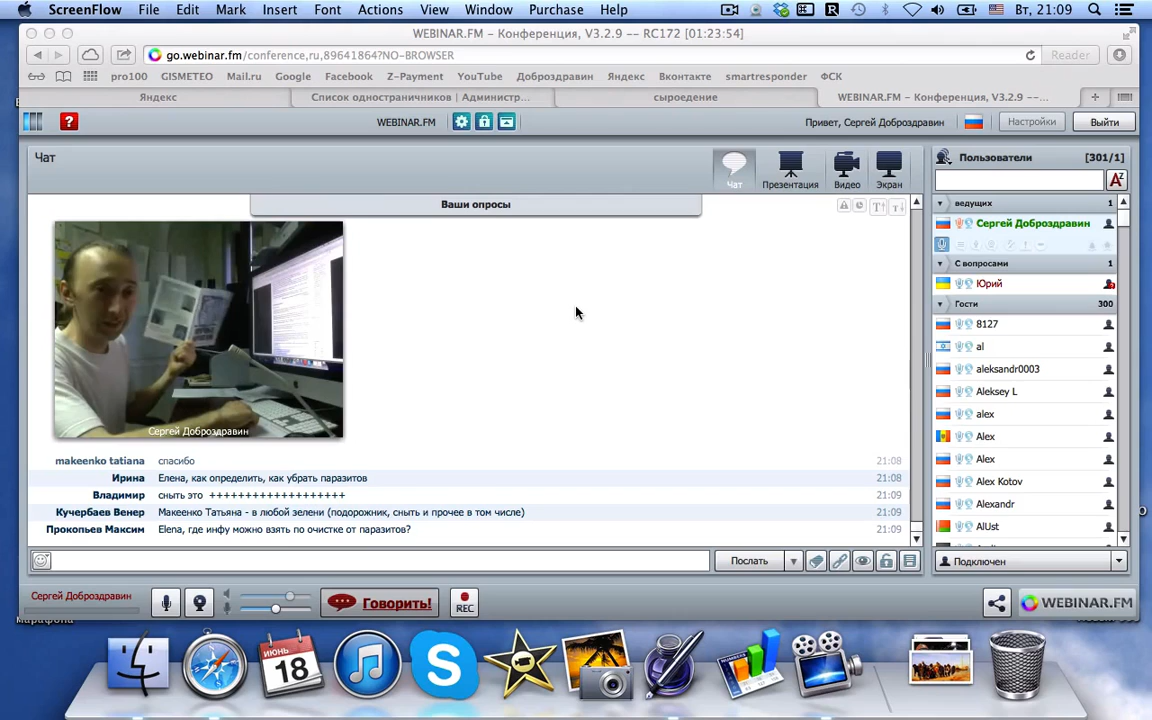 ScreenFlow File Edit Mark Insert Font Actions View Window Purchase Help Вт, 21:09
WEBINAR.FM – Конференция, V3.2.9 -- RC172 [01:23:54]
go.webinar.fm/conference,ru,89641864?NO-BROWSER Reader
pro100 GISMETEO Mail.ru Google Facebook Z-Payment YouTube Доброздравин Яндекс Вконтакте smartresponder ФСК
Яндекс Список одностраничников | Администр... сыроедение WEBINAR.FM – Конференция, V3.2.9 --...
WEBINAR.FM Привет, Сергей Доброздравин Настройки Выйти
Чат Чат Презентация Видео Экран
Ваши опросы
Сергей Доброздравин
makeenko tatiana спасибо 21:08
Ирина Елена, как определить, как убрать паразитов 21:08
Владимир сныть это +++++++++++++++++++ 21:09
Кучербаев Венер Макеенко Татьяна - в любой зелени (подорожник, сныть и прочее в том числе) 21:09
Прокопьев Максим Elena, где инфу можно взять по очистке от паразитов? 21:09
Послать
Пользователи [301/1]
ведущих 1
Сергей Доброздравин
С вопросами 1
Юрий
Гости 300
8127
al
aleksandr0003
Aleksey L
alex
Alex
Alex
Alex Kotov
Alexandr
AlUst
Подключен
Сергей Доброздравин Говорить! REC WEBINAR.FM
марафона
ИЮНЬ
18